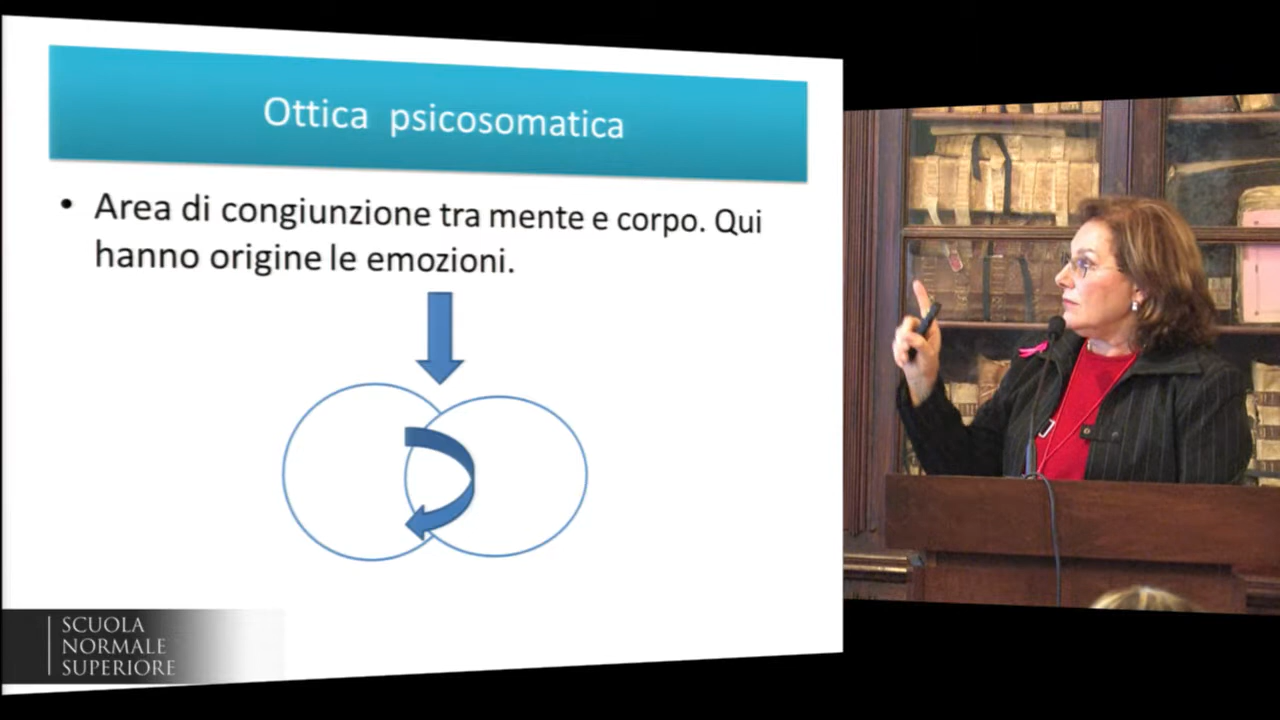 Ottica psicosomatica
• Area di congiunzione tra mente e corpo. Qui
hanno origine le emozioni.
SCUOLA
NORMALE
SUPERIORE